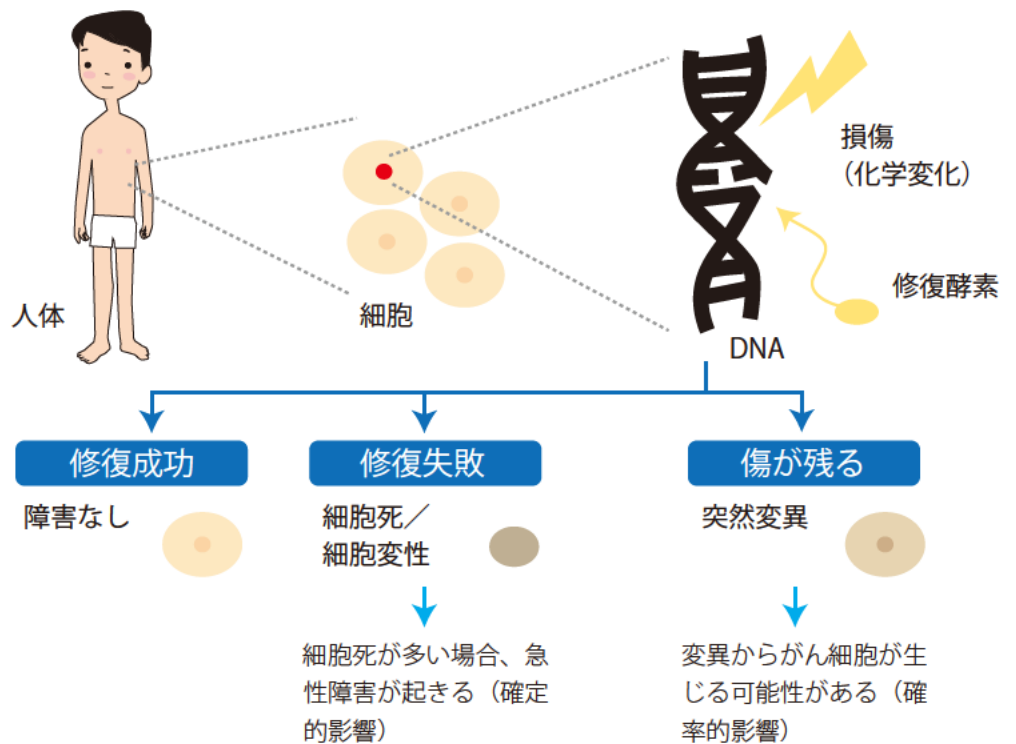 人体
細胞
DNA
損傷
（化学変化）
修復酵素
修復成功
障害なし
修復失敗
細胞死／
細胞変性
細胞死が多い場合、急
性障害が起きる（確定
的影響）
傷が残る
突然変異
変異からがん細胞が生
じる可能性がある（確
率的影響）